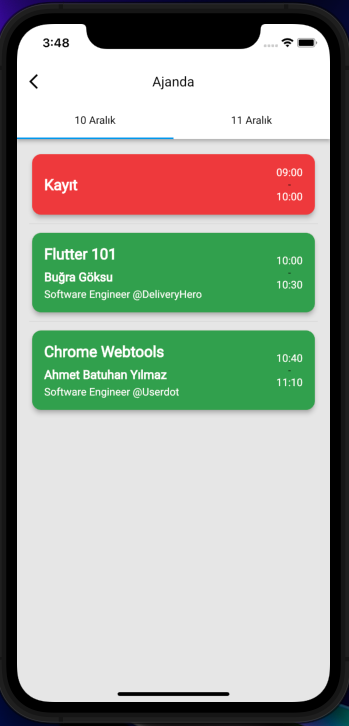 3:48
Ajanda
10 Aralık
11 Aralık
Kayıt
09:00
-
10:00
Flutter 101
Buğra Göksu
Software Engineer @DeliveryHero
10:00
-
10:30
Chrome Webtools
Ahmet Batuhan Yılmaz
Software Engineer @Userdot
10:40
-
11:10